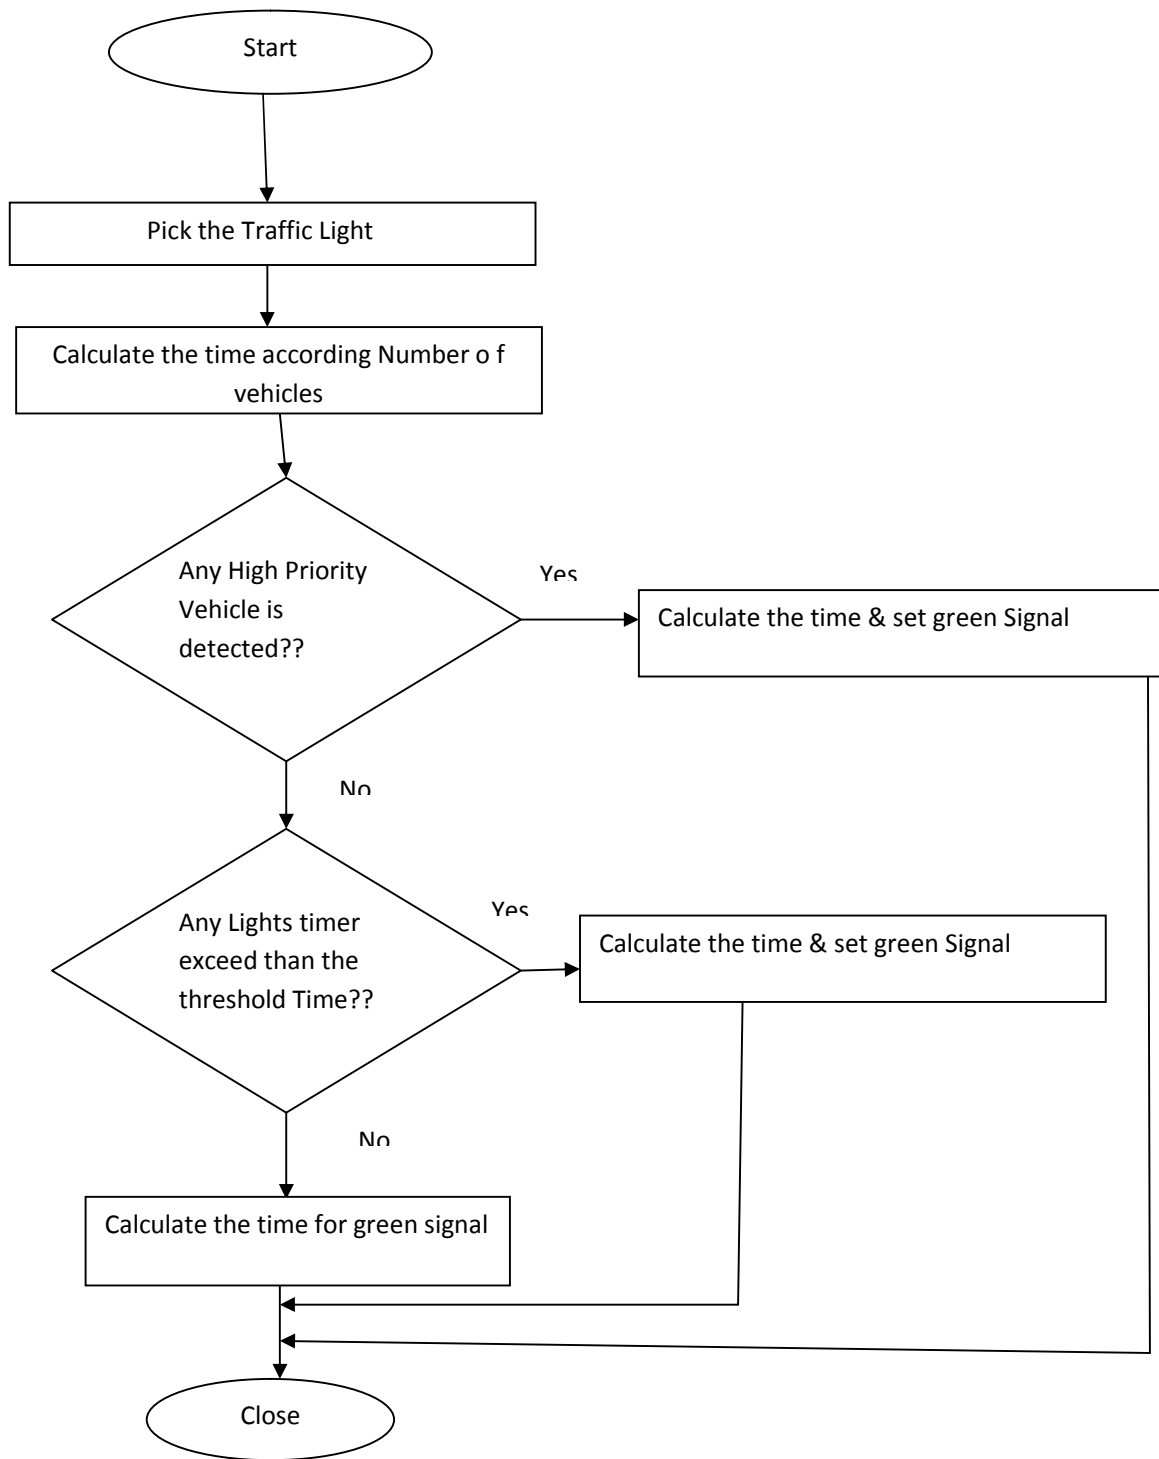 Start
Pick the Traffic Light
Calculate the time according Number o f
vehicles
Any High Priority
Vehicle is
detected??
Yes
Calculate the time & set green Signal
No
Any Lights timer
exceed than the
threshold Time??
Yes
Calculate the time & set green Signal
No
Calculate the time for green signal
Close